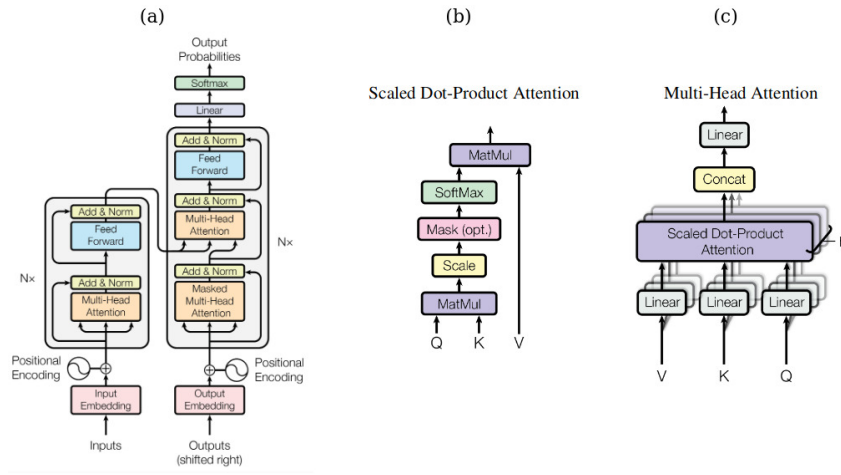 (a)
Output
Probabilities
Softmax
Linear
Add & Norm
Feed
Forward
Add & Norm
Multi-Head
Attention
Add & Norm
Masked
Multi-Head
Attention
Nx
Add & Norm
Feed
Forward
Add & Norm
Multi-Head
Attention
Nx
Positional
Encoding
Positional
Encoding
Input
Embedding
Output
Embedding
Inputs
Outputs
(shifted right)
(b)
Scaled Dot-Product Attention
MatMul
SoftMax
Mask (opt.)
Scale
MatMul
Q K V
(c)
Multi-Head Attention
Linear
Concat
Scaled Dot-Product
Attention
Linear Linear Linear
V K Q